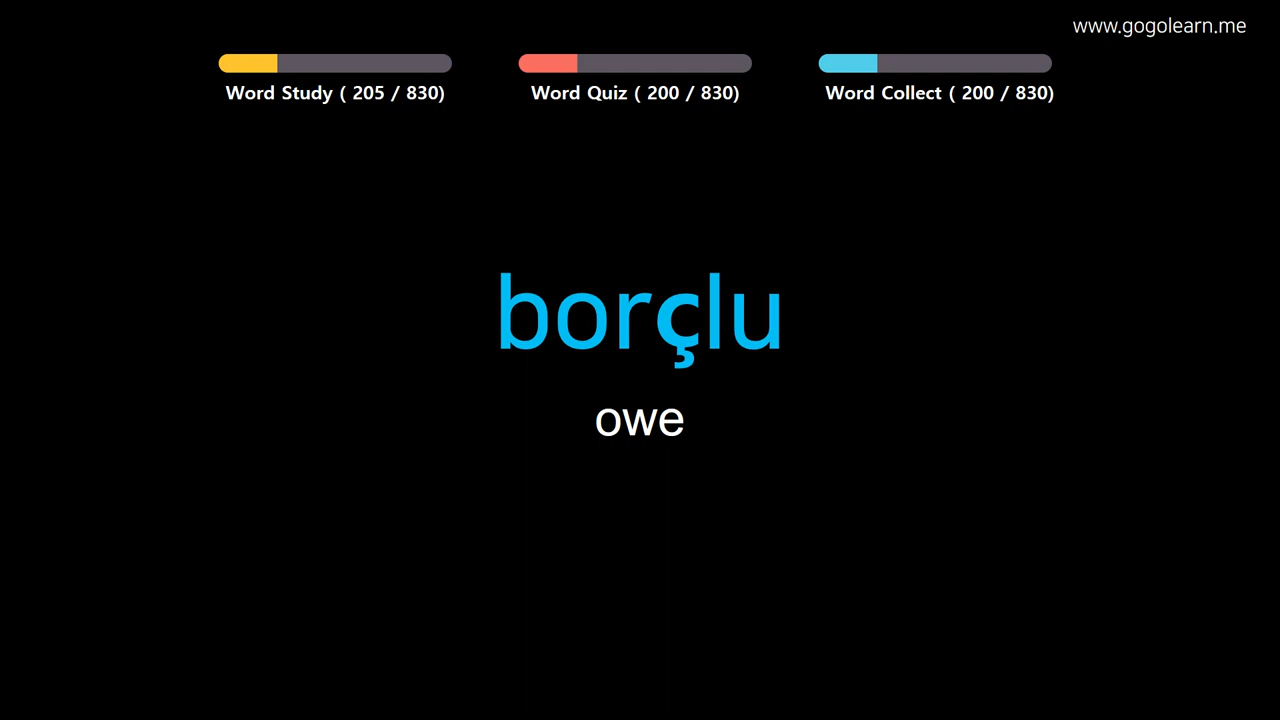 www.gogolearn.me
Word Study ( 205 / 830)
Word Quiz ( 200 / 830)
Word Collect ( 200 / 830)
borçlu
owe